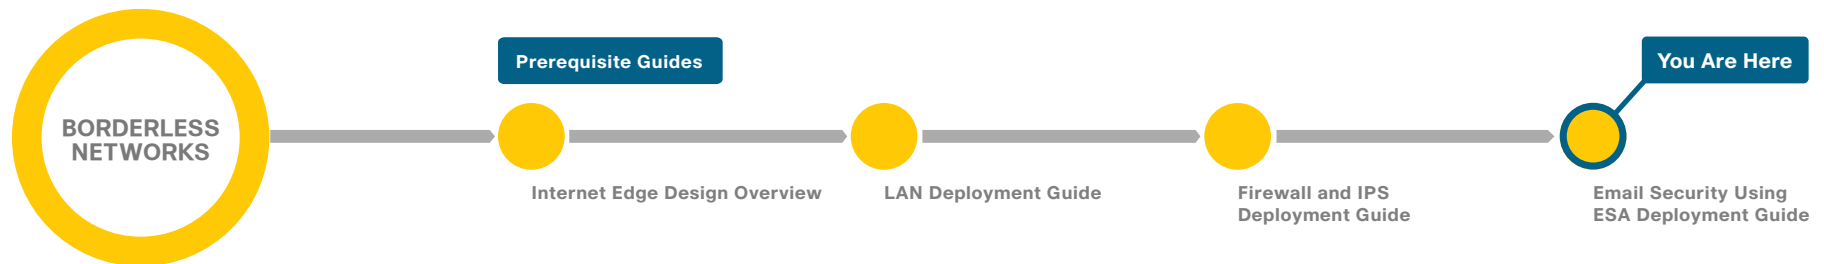 BORDERLESS
NETWORKS
Prerequisite Guides
You Are Here
Internet Edge Design Overview
LAN Deployment Guide
Firewall and IPS
Deployment Guide
Email Security Using
ESA Deployment Guide